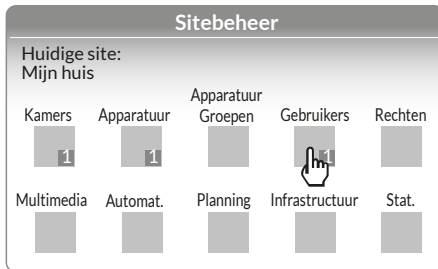 Sitebeheer
Huidige site:
Mijn huis
Kamers Apparatuur Apparatuur Groepen Gebruikers Rechten
1 1 1
Multimedia Automat. Planning Infrastructuur Stat.